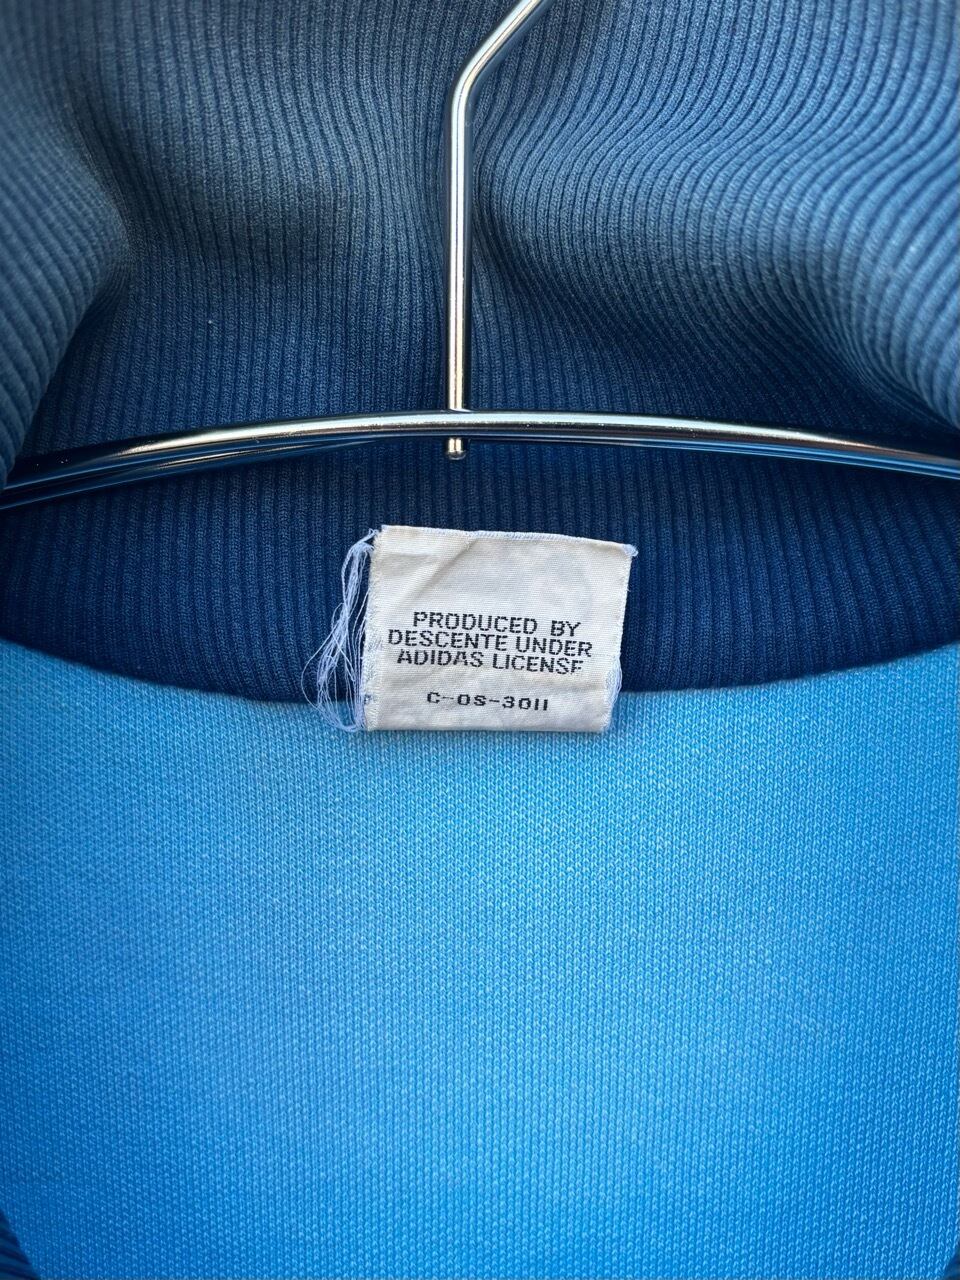 PRODUCED BY
DESCENTE UNDER
ADIDAS LICENSE
C-OS-3011